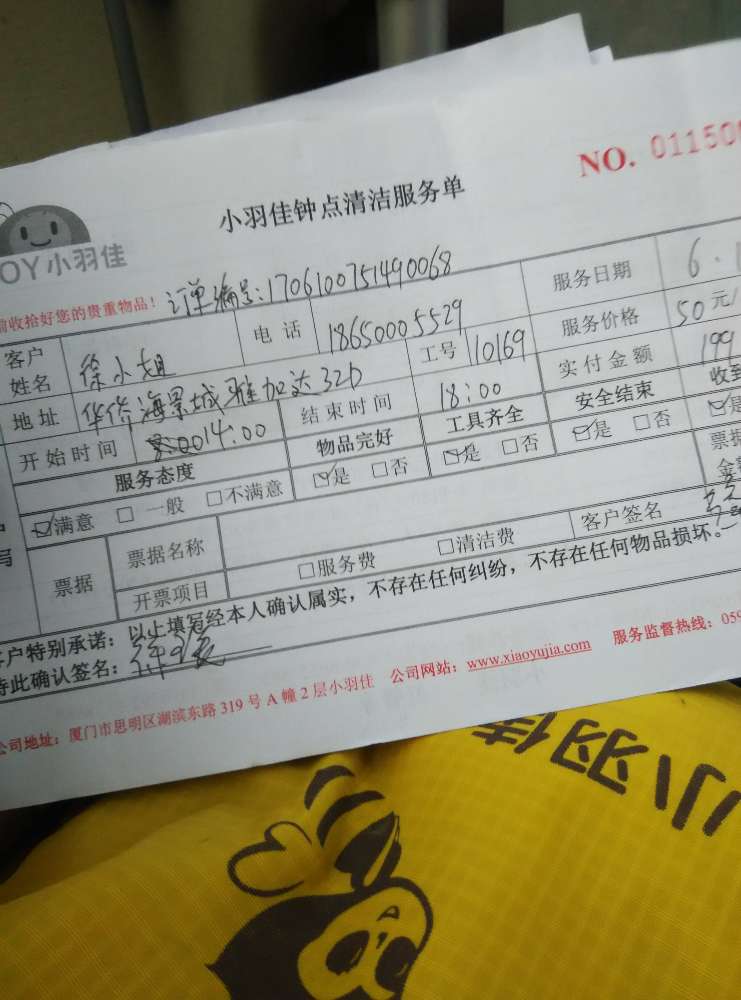 NO. 01150
小羽佳钟点清洁服务单
OY小羽佳
收拾好您的贵重物品！ 订单编号:1706100751490068 服务日期 6.1
客户姓名 徐小姐 电话 18650005529 服务价格 50元/
地址 华侨海景城雅加达32D 工号 110169 实付金额 199
开始时间 14:00 结束时间 18:00 安全结束 收到
服务态度 物品完好 工具齐全
☑满意 □一般 □不满意 ☑是 □否 ☑是 □否 ☑是 □否 ☑是
票据 票据名称 客户签名 票据
开票项目 □服务费 □清洁费 金
客户特别承诺：以上填写经本人确认属实，不存在任何纠纷，不存在任何物品损坏。
特此确认签名：
公司地址：厦门市思明区湖滨东路 319 号 A 幢 2 层小羽佳 公司网站：www.xiaoyujia.com 服务监督热线：059
小羽佳